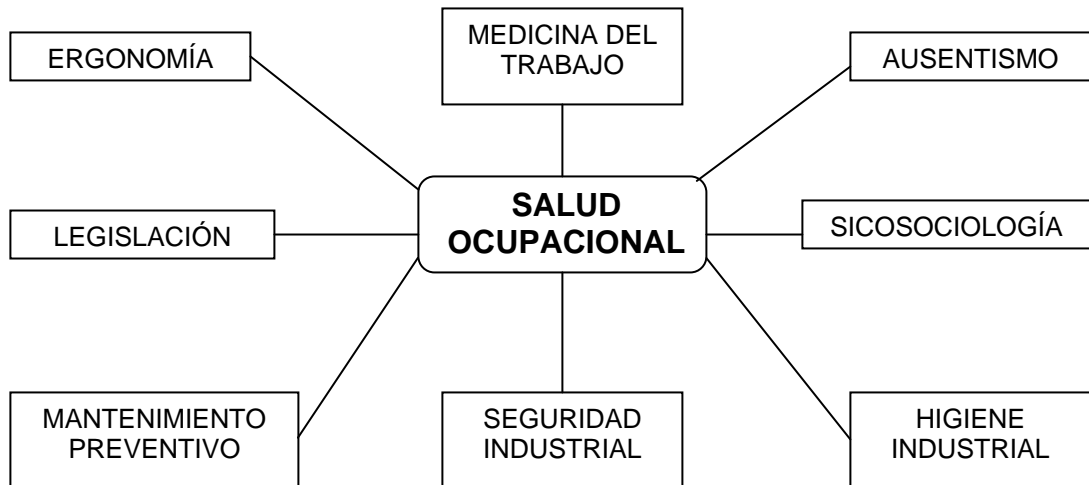 ERGONOMÍA
MEDICINA DEL
TRABAJO
AUSENTISMO
LEGISLACIÓN
SALUD
OCUPACIONAL
SICOSOCIOLOGÍA
MANTENIMIENTO
PREVENTIVO
SEGURIDAD
INDUSTRIAL
HIGIENE
INDUSTRIAL